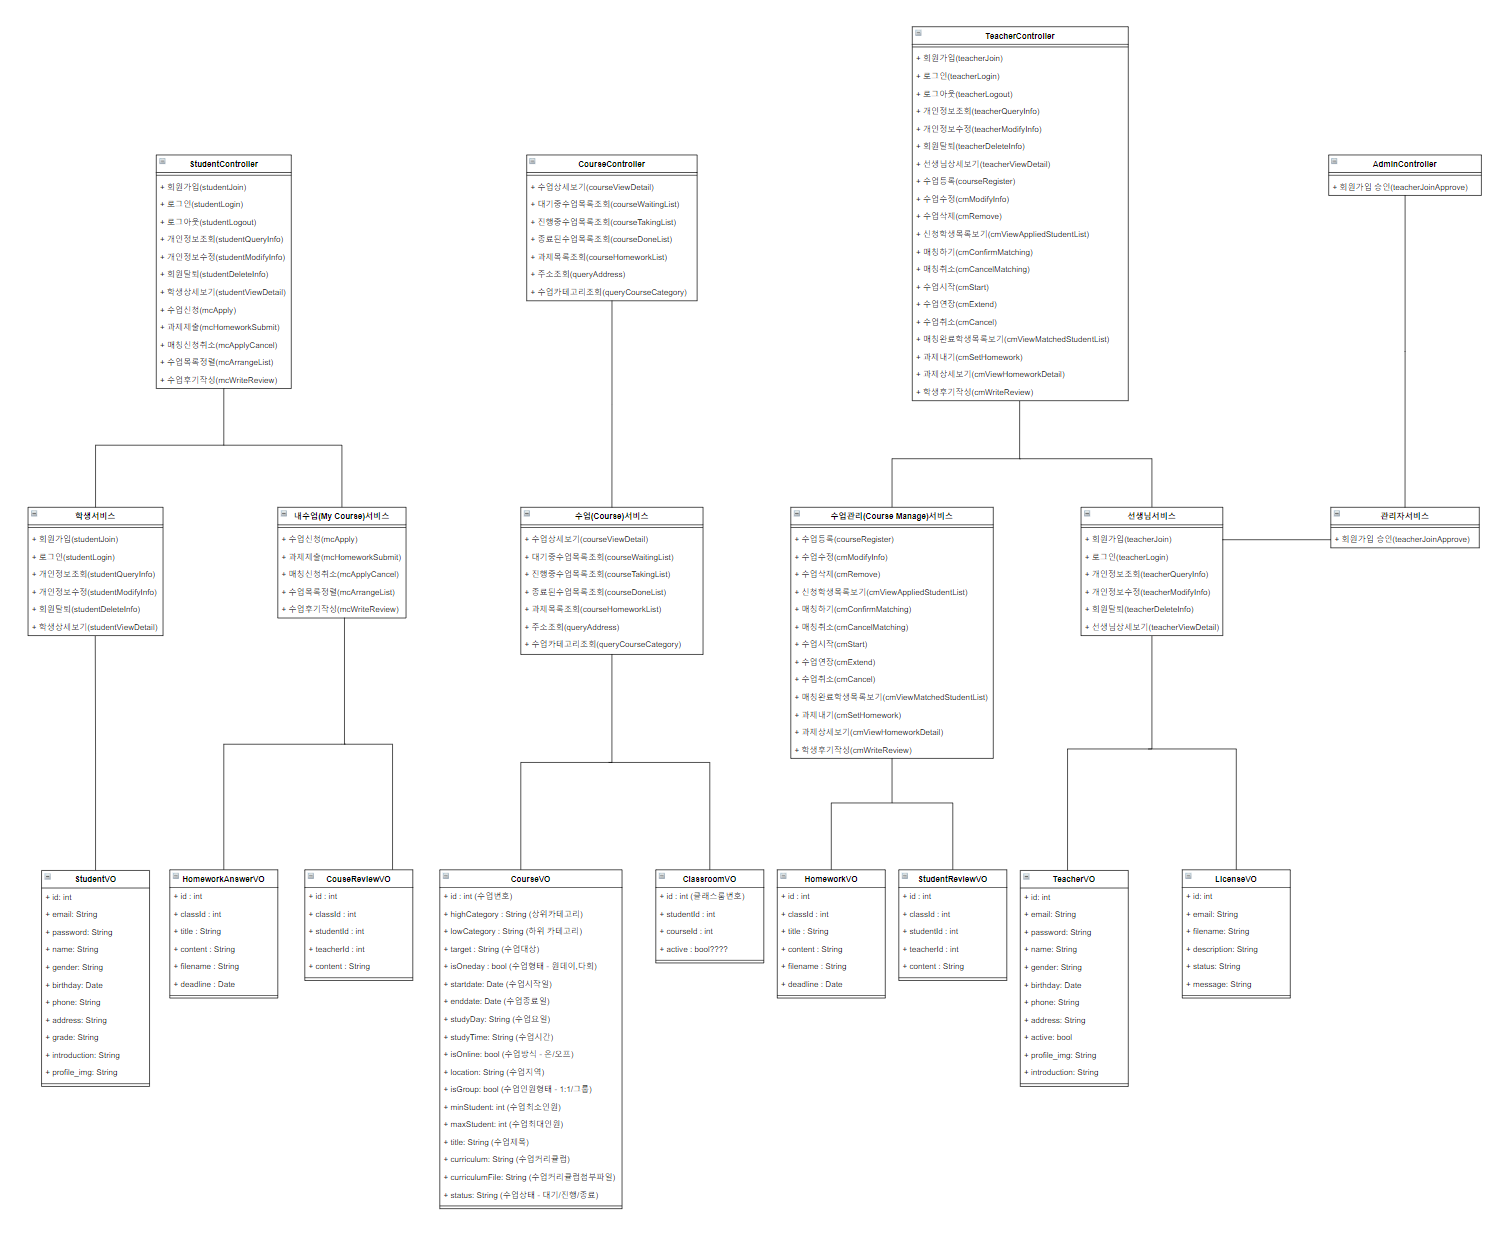 TeacherController
+ 회원가입(teacherJoin)
+ 로그인(teacherLogin)
+ 로그아웃(teacherLogout)
+ 개인정보조회(teacherQueryInfo)
+ 개인정보수정(teacherModifyInfo)
+ 회원탈퇴(teacherDeleteInfo)
+ 선생님상세보기(teacherViewDetail)
+ 수업등록(courseRegister)
+ 수업수정(cmModifyInfo)
+ 수업삭제(cmRemove)
+ 신청학생목록보기(cmViewAppliedStudentList)
+ 매칭하기(cmConfirmMatching)
+ 매칭취소(cmCancelMatching)
+ 수업시작(cmStart)
+ 수업연장(cmExtend)
+ 수업취소(cmCancel)
+ 매칭완료학생목록보기(cmViewMatchedStudentList)
+ 과제내기(cmSetHomework)
+ 과제상세보기(cmViewHomeworkDetail)
+ 학생후기작성(cmWriteReview)
StudentController
+ 회원가입(studentJoin)
+ 로그인(studentLogin)
+ 로그아웃(studentLogout)
+ 개인정보조회(studentQueryInfo)
+ 개인정보수정(studentModifyInfo)
+ 회원탈퇴(studentDeleteInfo)
+ 학생상세보기(studentViewDetail)
+ 수업신청(mcApply)
+ 과제제출(mcHomeworkSubmit)
+ 매칭신청취소(mcApplyCancel)
+ 수업목록정렬(mcArrangeList)
+ 수업후기작성(mcWriteReview)
CourseController
+ 수업상세보기(courseViewDetail)
+ 대기중수업목록조회(courseWaitingList)
+ 진행중수업목록조회(courseTakingList)
+ 종료된수업목록조회(courseDoneList)
+ 과제목록조회(courseHomeworkList)
+ 주소조회(queryAddress)
+ 수업카테고리조회(queryCourseCategory)
AdminController
+ 회원가입 승인(teacherJoinApprove)
학생서비스
+ 회원가입(studentJoin)
+ 로그인(studentLogin)
+ 개인정보조회(studentQueryInfo)
+ 개인정보수정(studentModifyInfo)
+ 회원탈퇴(studentDeleteInfo)
+ 학생상세보기(studentViewDetail)
내수업(My Course)서비스
+ 수업신청(mcApply)
+ 과제제출(mcHomeworkSubmit)
+ 매칭신청취소(mcApplyCancel)
+ 수업목록정렬(mcArrangeList)
+ 수업후기작성(mcWriteReview)
수업(Course)서비스
+ 수업상세보기(courseViewDetail)
+ 대기중수업목록조회(courseWaitingList)
+ 진행중수업목록조회(courseTakingList)
+ 종료된수업목록조회(courseDoneList)
+ 과제목록조회(courseHomeworkList)
+ 주소조회(queryAddress)
+ 수업카테고리조회(queryCourseCategory)
수업관리(Course Manage)서비스
+ 수업등록(courseRegister)
+ 수업수정(cmModifyInfo)
+ 수업삭제(cmRemove)
+ 신청학생목록보기(cmViewAppliedStudentList)
+ 매칭하기(cmConfirmMatching)
+ 매칭취소(cmCancelMatching)
+ 수업시작(cmStart)
+ 수업연장(cmExtend)
+ 수업취소(cmCancel)
+ 매칭완료학생목록보기(cmViewMatchedStudentList)
+ 과제내기(cmSetHomework)
+ 과제상세보기(cmViewHomeworkDetail)
+ 학생후기작성(cmWriteReview)
선생님서비스
+ 회원가입(teacherJoin)
+ 로그인(teacherLogin)
+ 개인정보조회(teacherQueryInfo)
+ 개인정보수정(teacherModifyInfo)
+ 회원탈퇴(teacherDeleteInfo)
+ 선생님상세보기(teacherViewDetail)
관리자서비스
+ 회원가입 승인(teacherJoinApprove)
StudentVO
+ id: int
+ email: String
+ password: String
+ name: String
+ gender: String
+ birthday: Date
+ phone: String
+ address: String
+ grade: String
+ introduction: String
+ profile_img: String
HomeworkAnswerVO
+ id : int
+ classId : int
+ title : String
+ content : String
+ filename : String
+ deadline : Date
CouseReviewVO
+ id : int
+ classId : int
+ studentId : int
+ teacherId : int
+ content : String
CourseVO
+ id : int (수업번호)
+ highCategory : String (상위카테고리)
+ lowCategory : String (하위 카테고리)
+ target : String (수업대상)
+ isOneday : bool (수업형태 - 원데이,다회)
+ startdate: Date (수업시작일)
+ enddate: Date (수업종료일)
+ studyDay: String (수업요일)
+ studyTime: String (수업시간)
+ isOnline: bool (수업방식 - 온/오프)
+ location: String (수업지역)
+ isGroup: bool (수업인원형태 - 1:1/그룹)
+ minStudent: int (수업최소인원)
+ maxStudent: int (수업최대인원)
+ title: String (수업제목)
+ curriculum: String (수업커리큘럼)
+ curriculumFile: String (수업커리큘럼첨부파일)
+ status: String (수업상태 - 대기/진행/종료)
ClassroomVO
+ id : int (클래스룸번호)
+ studentId : int
+ courseId : int
+ active : bool????
HomeworkVO
+ id : int
+ classId : int
+ title : String
+ content : String
+ filename : String
+ deadline : Date
StudentReviewVO
+ id : int
+ classId : int
+ studentId : int
+ teacherId : int
+ content : String
TeacherVO
+ id: int
+ email: String
+ password: String
+ name: String
+ gender: String
+ birthday: Date
+ phone: String
+ address: String
+ active: bool
+ profile_img: String
+ introduction: String
LicenseVO
+ id: int
+ email: String
+ filename: String
+ description: String
+ status: String
+ message: String